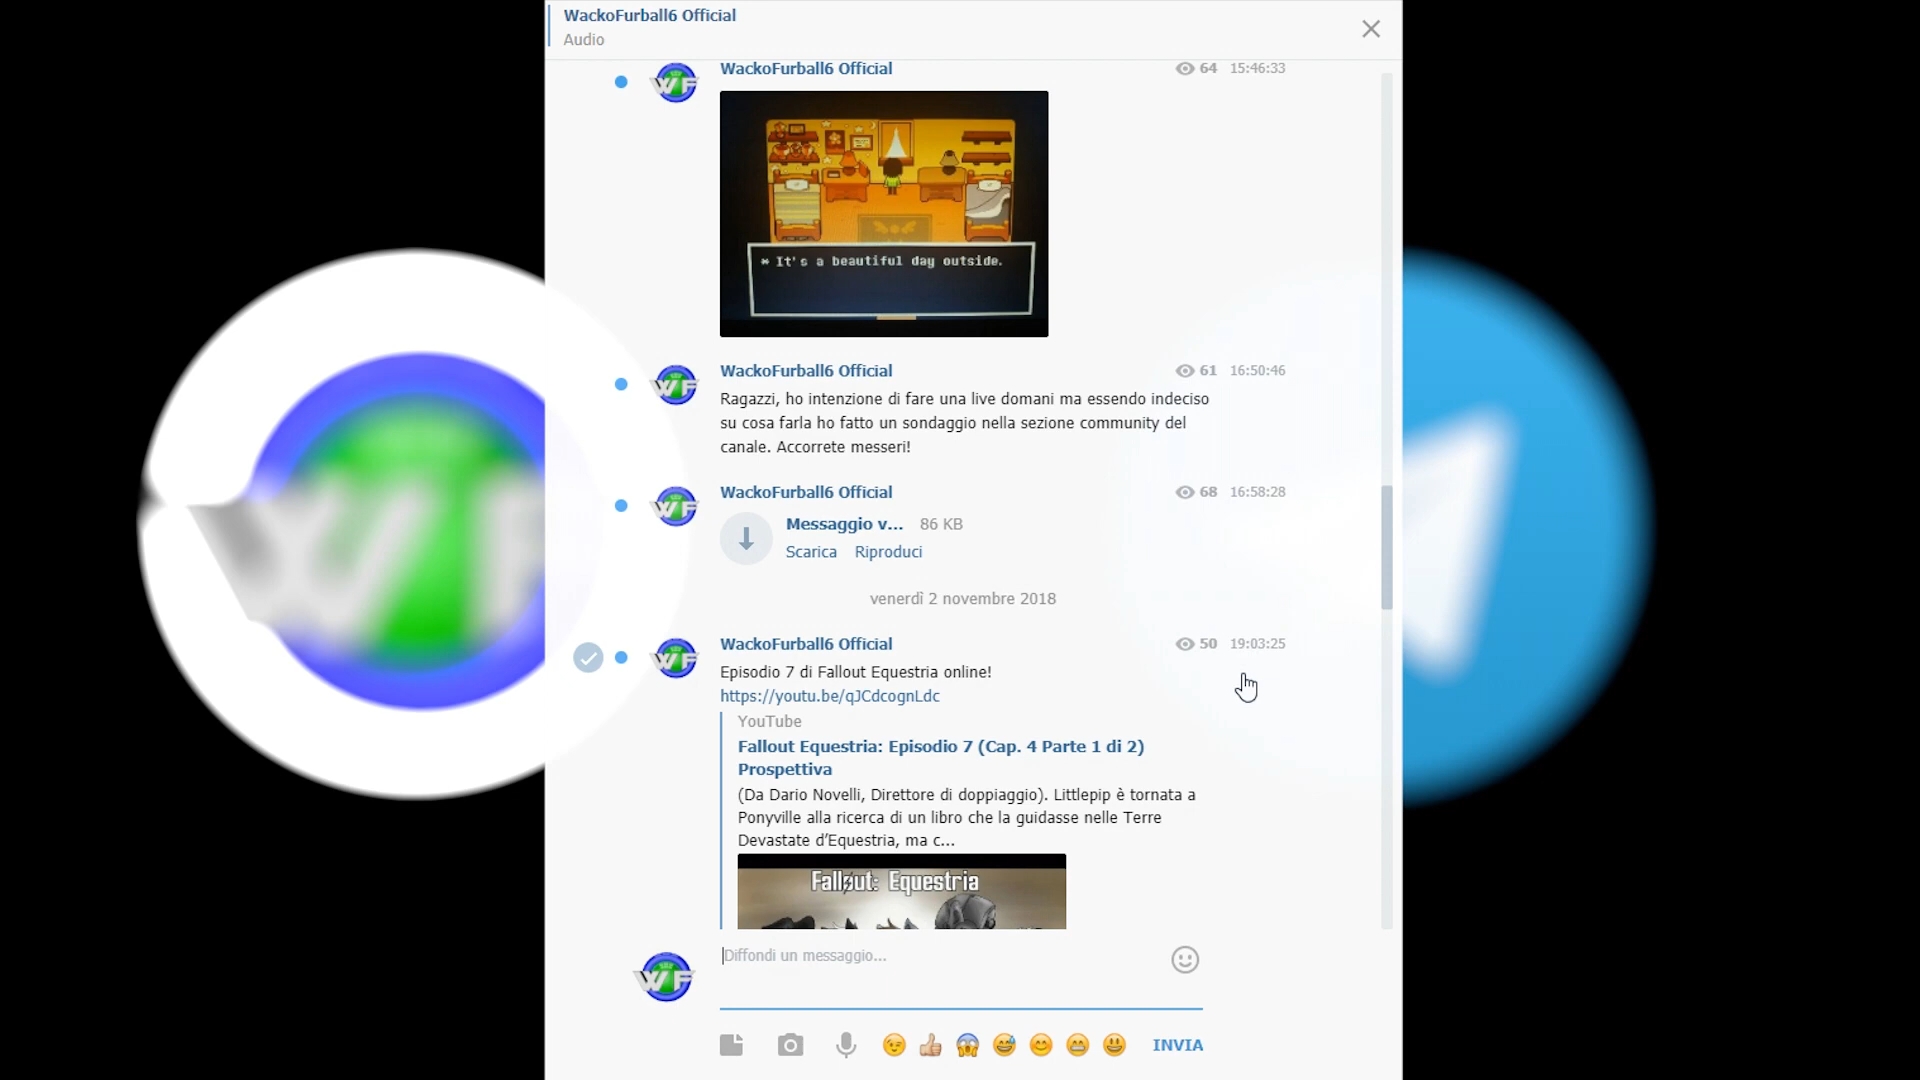 WackoFurball6 Official
Audio
WackoFurball6 Official 64 15:46:33
* It's a beautiful day outside.
WackoFurball6 Official 61 16:50:46
Ragazzi, ho intenzione di fare una live domani ma essendo indeciso
su cosa farla ho fatto un sondaggio nella sezione community del
canale. Accorrete messeri!
WackoFurball6 Official 68 16:58:28
Messaggio v... 86 KB
Scarica Riproduci
venerdì 2 novembre 2018
WackoFurball6 Official 50 19:03:25
Episodio 7 di Fallout Equestria online!
https://youtu.be/qJCdcognLdc
YouTube
Fallout Equestria: Episodio 7 (Cap. 4 Parte 1 di 2)
Prospettiva
(Da Dario Novelli, Direttore di doppiaggio). Littlepip è tornata a
Ponyville alla ricerca di un libro che la guidasse nelle Terre
Devastate d’Equestria, ma c...
Fallout: Equestria
Diffondi un messaggio...
INVIA
WF